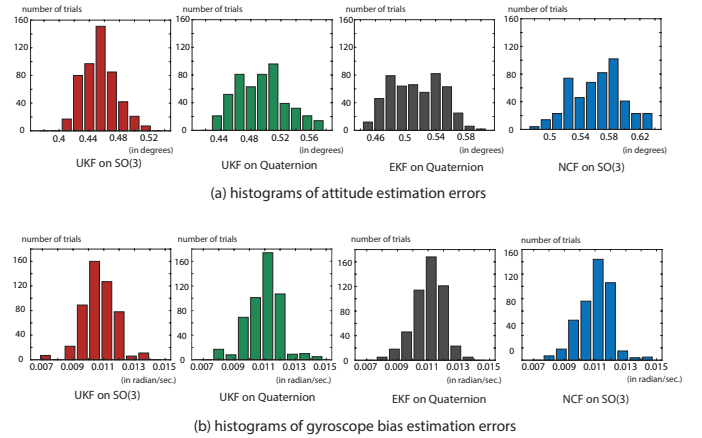 number of trials number of trials number of trials number of trials
160 160 160 160
120 120 120 120
80 80 80 80
40 40 40 40
0 0 0 0
0.4 0.44 0.48 0.52 0.44 0.48 0.52 0.56 0.46 0.5 0.54 0.58 0.5 0.54 0.58 0.62
(in degrees) (in degrees) (in degrees) (in degrees)
UKF on SO(3) UKF on Quaternion EKF on Quaternion NCF on SO(3)
(a) histograms of attitude estimation errors
number of trials number of trials number of trials number of trials
160 160 160 160
120 120 120 120
80 80 80 80
40 40 40 40
0 0 0 0
0.007 0.009 0.011 0.013 0.015 0.007 0.009 0.011 0.013 0.015 0.007 0.009 0.011 0.013 0.015 0.007 0.009 0.011 0.013 0.015
(in radian/sec.) (in radian/sec.) (in radian/sec.) (in radian/sec.)
UKF on SO(3) UKF on Quaternion EKF on Quaternion NCF on SO(3)
(b) histograms of gyroscope bias estimation errors